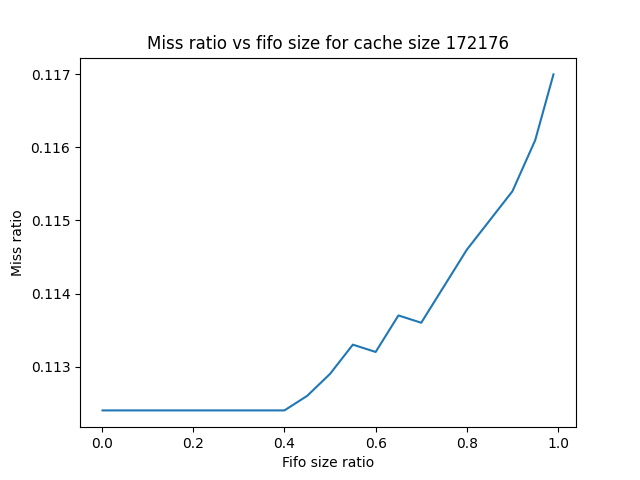 Miss ratio vs fifo size for cache size 172176
0.117
0.116
0.115
0.114
0.113
Miss ratio
0.0 0.2 0.4 0.6 0.8 1.0
Fifo size ratio